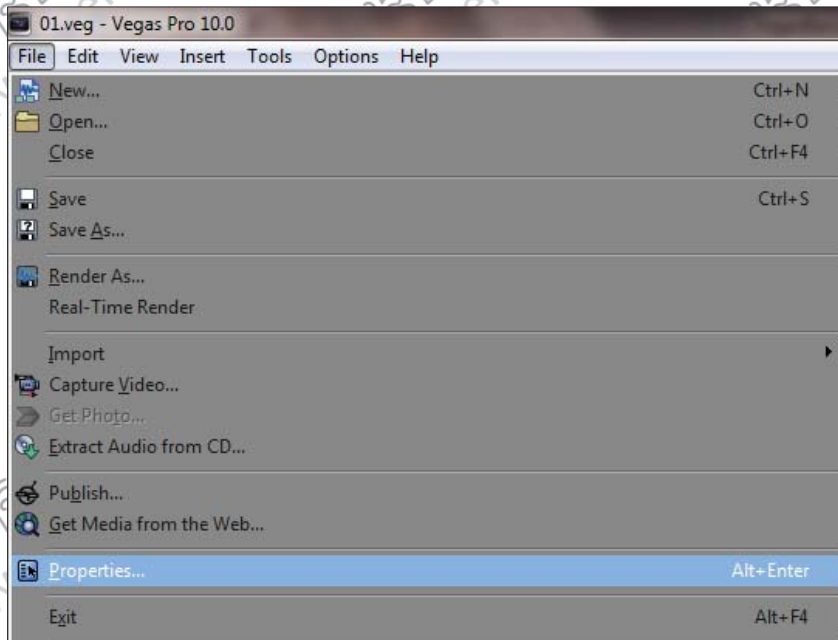 01.veg - Vegas Pro 10.0
File Edit View Insert Tools Options Help
New... Ctrl+N
Open... Ctrl+O
Close Ctrl+F4
Save Ctrl+S
Save As...
Render As...
Real-Time Render
Import
Capture Video...
Get Photo...
Extract Audio from CD...
Publish...
Get Media from the Web...
Properties... Alt+Enter
Exit Alt+F4